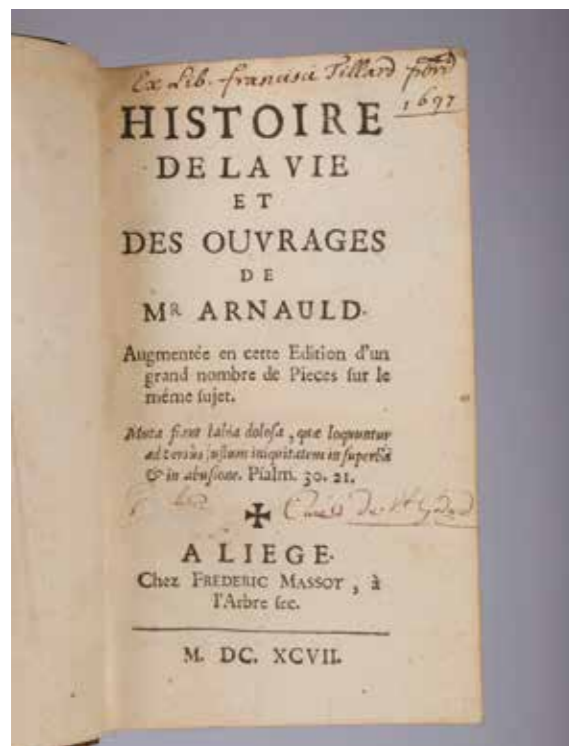 Ex Lib. francisci Tillard
1697
HISTOIRE
DE LA VIE
ET
DES OUVRAGES
DE
MR ARNAULD.
Augmentée en cette Edition d'un
grand nombre de Pieces sur le
même sujet.
Muta fiant labia dolosa, quæ loquuntur
adversùs justum iniquitatem in superbiâ
& in abusione. Psalm. 30. 21.
A LIEGE.
Chez FREDERIC MASSOT, à
l'Arbre sec.
M. DC. XCVII.